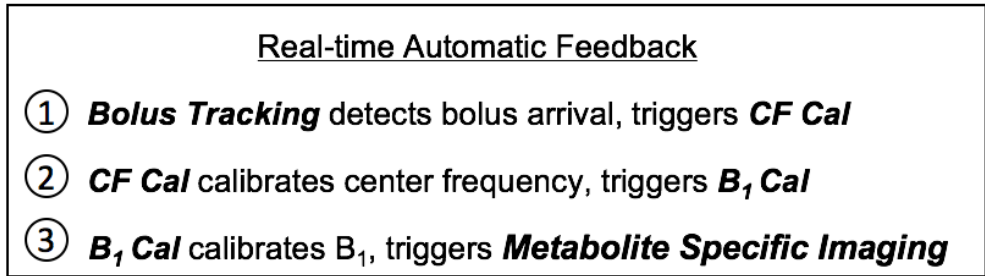 Real-time Automatic Feedback
① Bolus Tracking detects bolus arrival, triggers CF Cal
② CF Cal calibrates center frequency, triggers B₁ Cal
③ B₁ Cal calibrates B₁, triggers Metabolite Specific Imaging